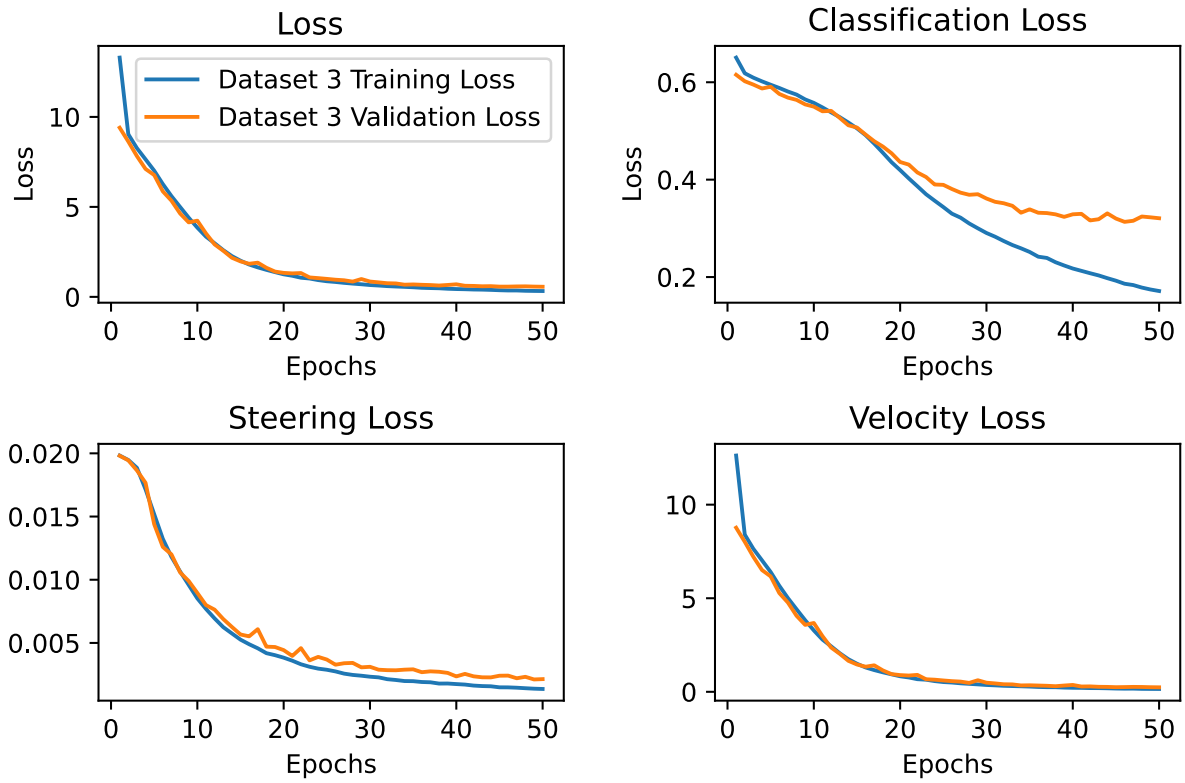 Loss
Dataset 3 Training Loss
Dataset 3 Validation Loss
10
5
0
Loss
0 10 20 30 40 50
Epochs
Classification Loss
0.6
0.4
0.2
Loss
0 10 20 30 40 50
Epochs
Steering Loss
0.020
0.015
0.010
0.005
0 10 20 30 40 50
Epochs
Velocity Loss
10
5
0
0 10 20 30 40 50
Epochs